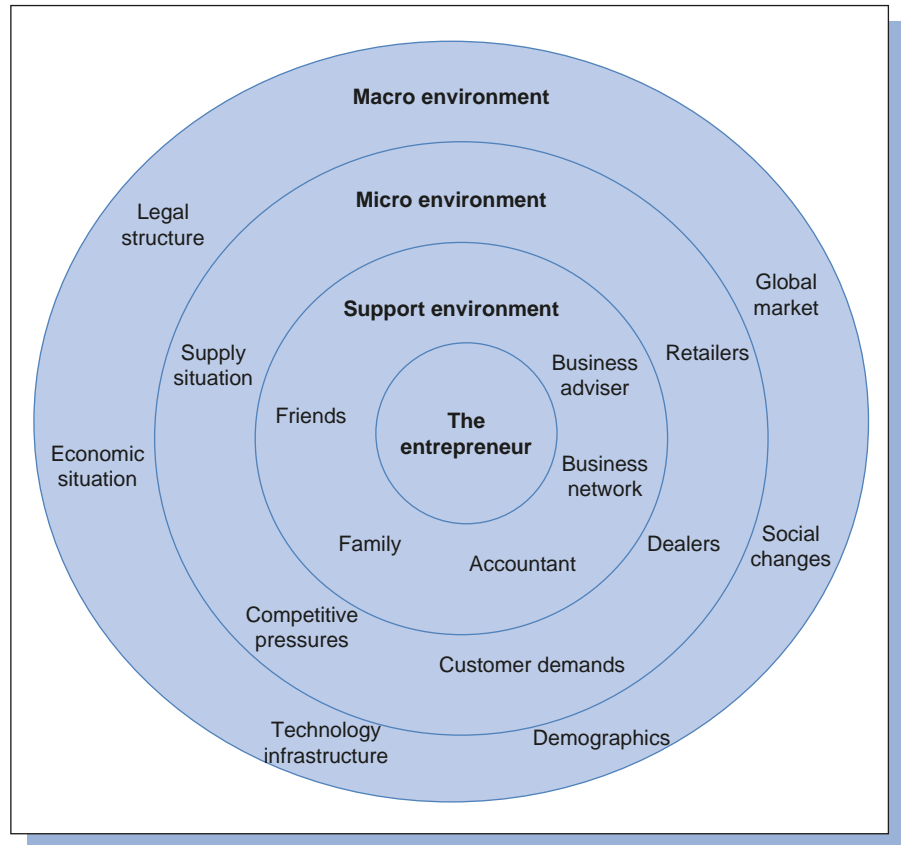 Macro environment
Micro environment
Legal
structure
Global
market
Support environment
Supply
situation
Retailers
Business
adviser
Friends
The
entrepreneur
Economic
situation
Business
network
Family
Accountant
Dealers
Social
changes
Competitive
pressures
Customer demands
Technology
infrastructure
Demographics